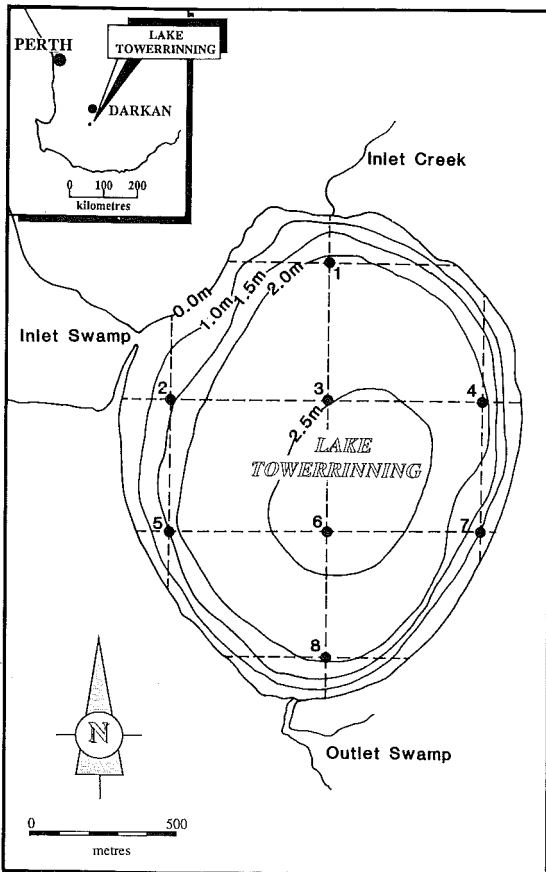 LAKE
TOWERRINNING
PERTH
DARKAN
0 100 200
kilometres
Inlet Creek
1
0.0m
1.0m
1.5m
2.0m
Inlet Swamp
2
3
4
2.5m
LAKE
TOWERRINNING
5
6
7
8
N
Outlet Swamp
0 500
metres